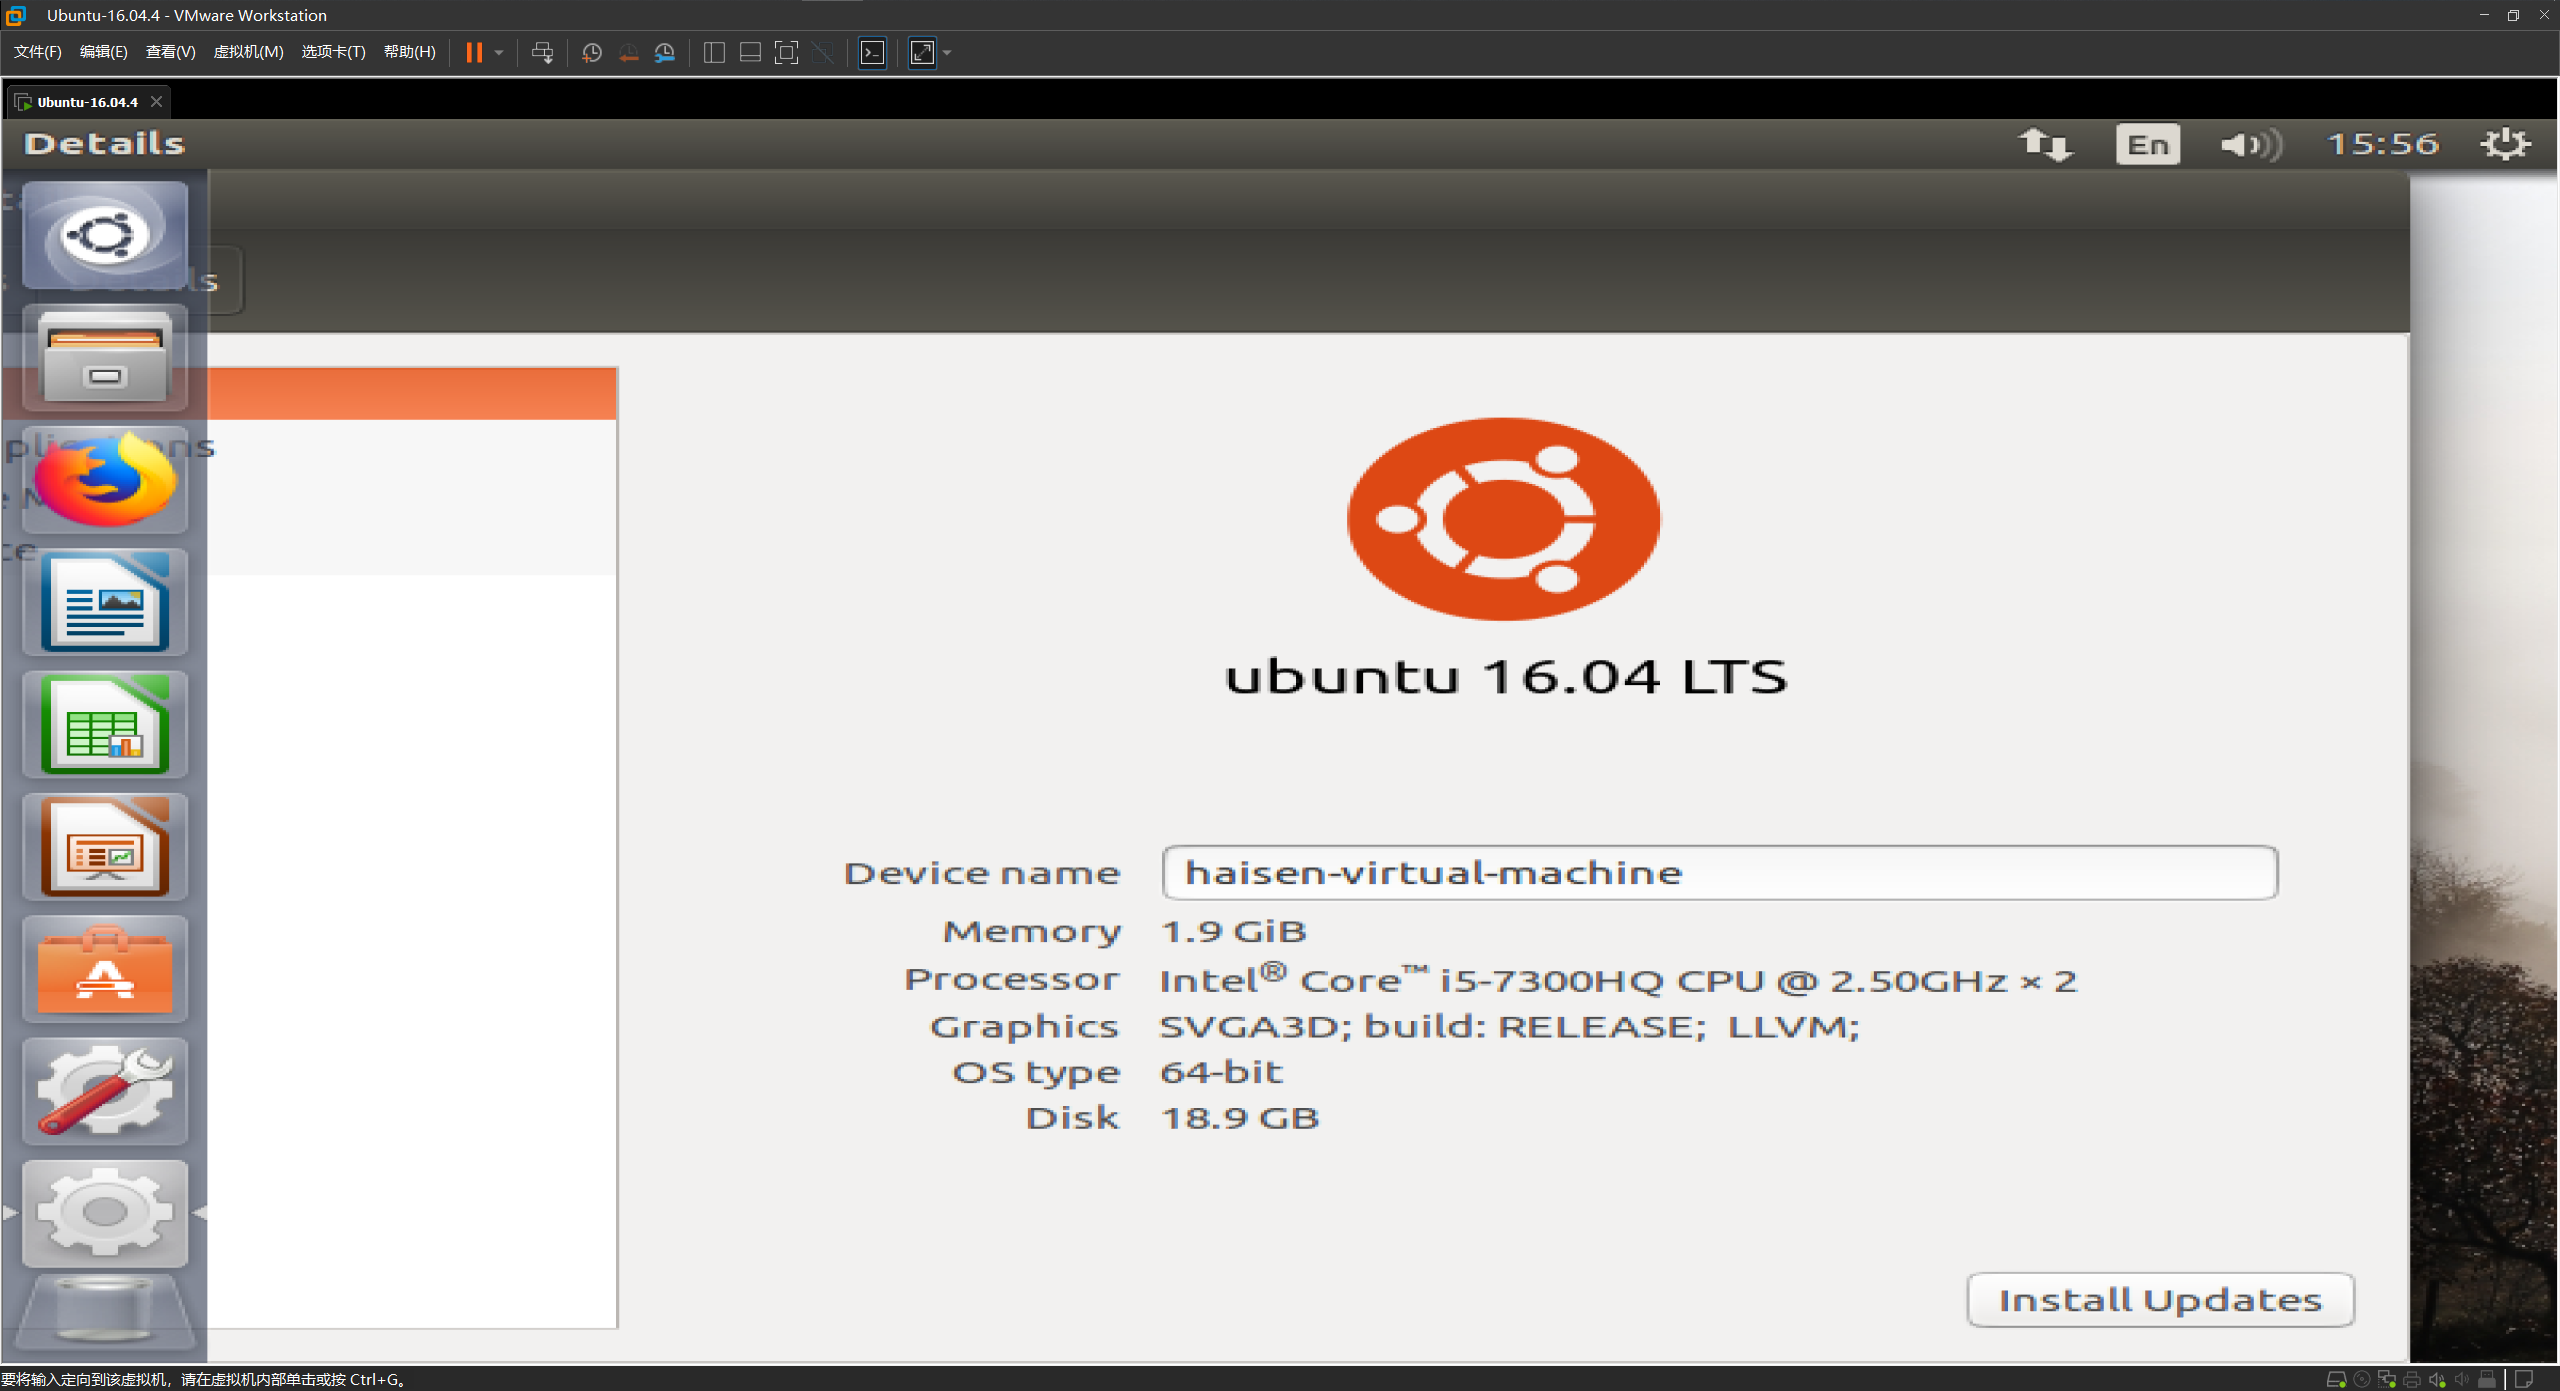 Ubuntu-16.04.4 - VMware Workstation
文件(F) 编辑(E) 查看(V) 虚拟机(M) 选项卡(T) 帮助(H)
Ubuntu-16.04.4
Details
En
15:56
ubuntu 16.04 LTS
Device name haisen-virtual-machine
Memory 1.9 GiB
Processor Intel® Core™ i5-7300HQ CPU @ 2.50GHz × 2
Graphics SVGA3D; build: RELEASE; LLVM;
OS type 64-bit
Disk 18.9 GB
Install Updates
要将输入定向到该虚拟机，请在虚拟机内部单击或按 Ctrl+G。